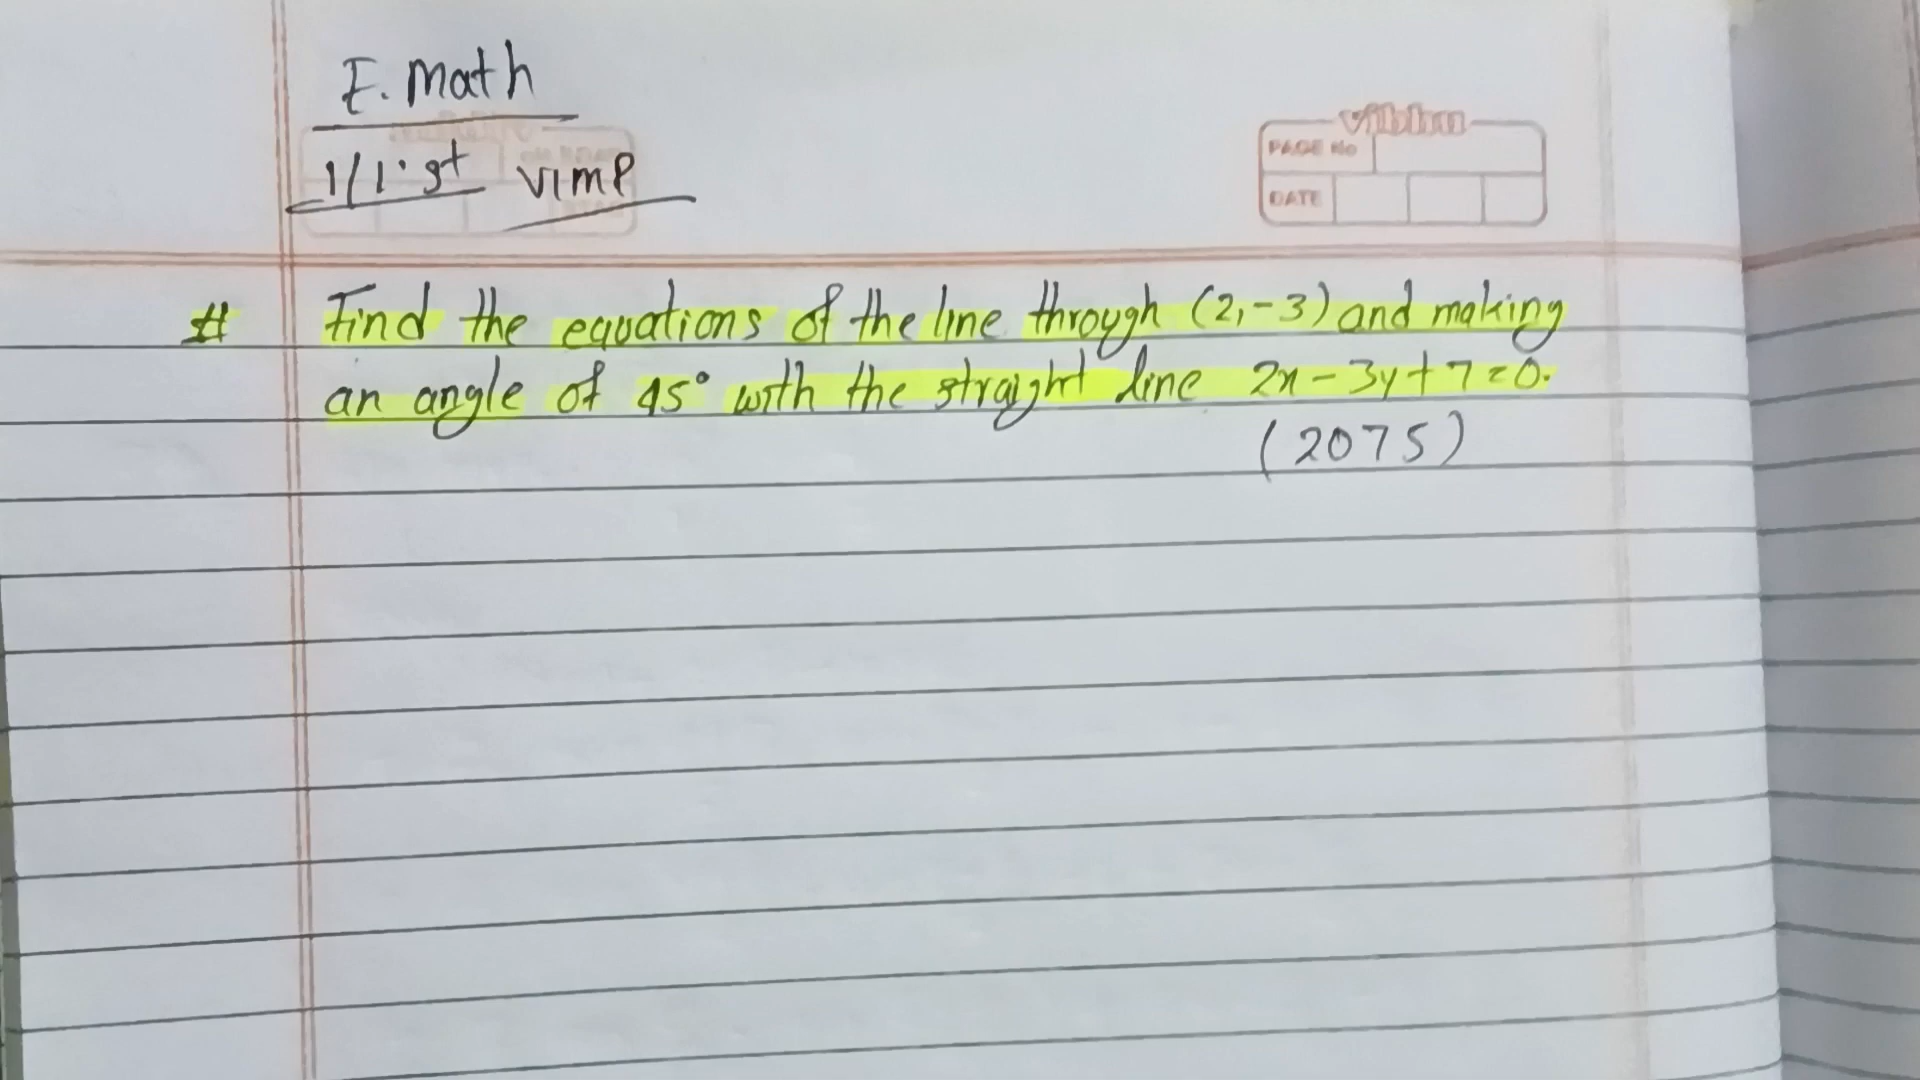 E. Math
1/1. st VIMP
vibhu
PAGE No
DATE
# Find the equations of the line through (2,-3) and making
an angle of 45° with the straight line 2x - 3y + 7 = 0.
(2075)